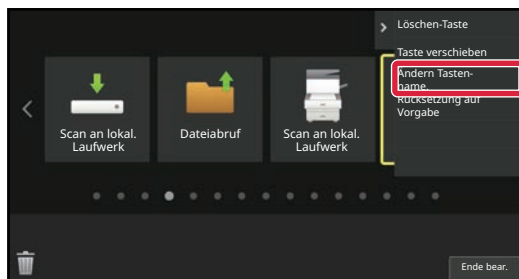 Löschen-Taste
Taste verschieben
Ändern Tasten-
name.
Rücksetzung auf
Vorgabe
Scan an lokal.
Laufwerk
Dateiabruf
Scan an lokal.
Laufwerk
Ende bear.